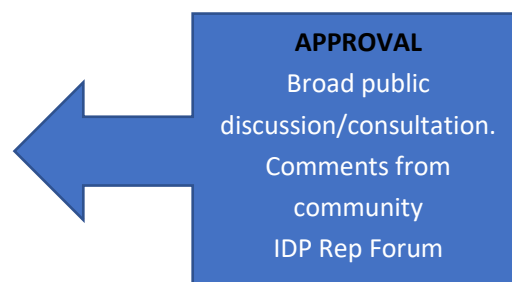 APPROVAL
Broad public
discussion/consultation.
Comments from
community
IDP Rep Forum